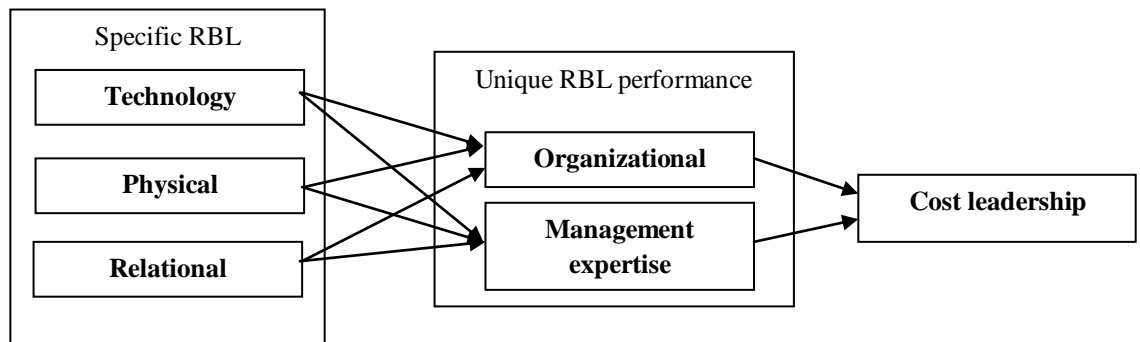 Specific RBL
Technology
Physical
Relational
Unique RBL performance
Organizational
Management
expertise
Cost leadership